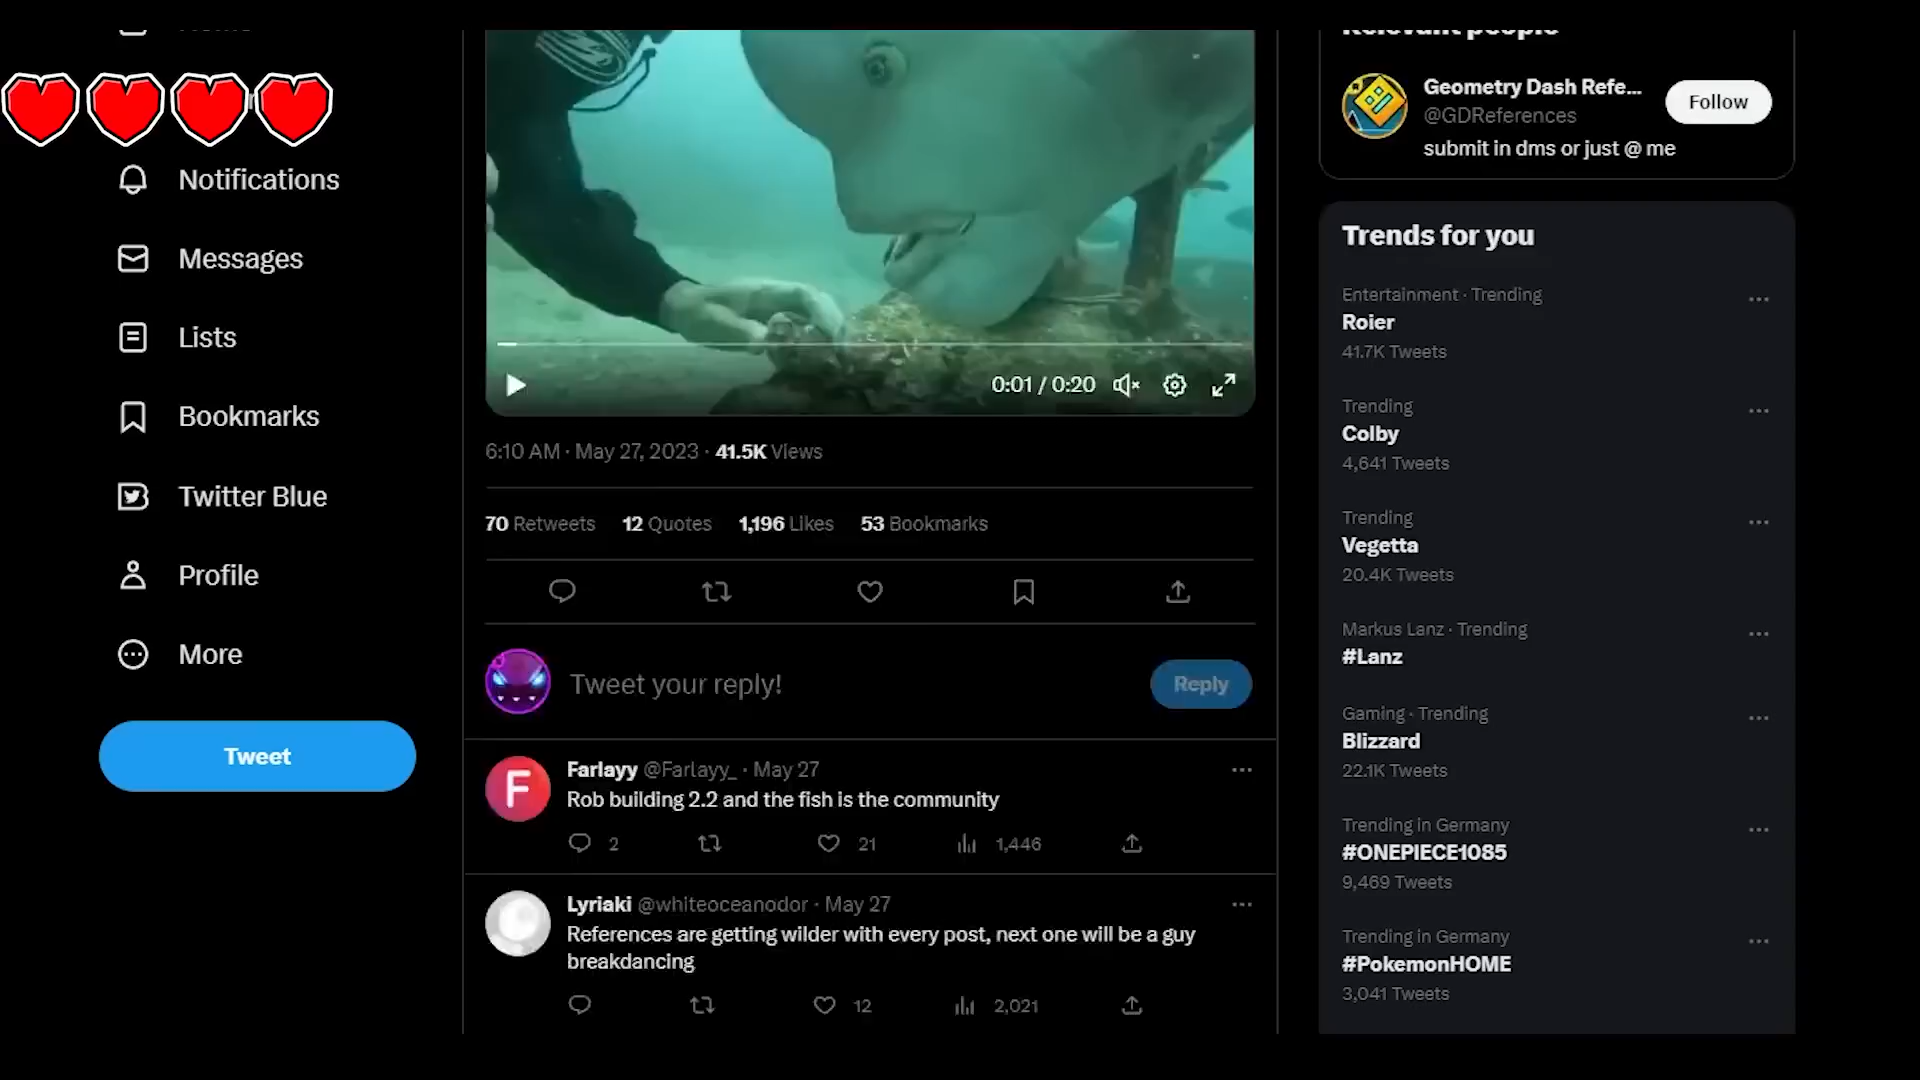 Notifications
Messages
Lists
Bookmarks
Twitter Blue
Profile
More
Tweet
0:01 / 0:20
6:10 AM · May 27, 2023 · 41.5K Views
70 Retweets 12 Quotes 1,196 Likes 53 Bookmarks
Tweet your reply!
Reply
F
Farlayy @Farlayy_ · May 27
Rob building 2.2 and the fish is the community
2 21 1,446
Lyriaki @whiteoceanodor · May 27
References are getting wilder with every post, next one will be a guy
breakdancing
12 2,021
Relevant people
Geometry Dash Refe...
@GDReferences
Follow
submit in dms or just @ me
Trends for you
Entertainment · Trending
Roier
41.7K Tweets
Trending
Colby
4,641 Tweets
Trending
Vegetta
20.4K Tweets
Markus Lanz · Trending
#Lanz
Gaming · Trending
Blizzard
22.1K Tweets
Trending in Germany
#ONEPIECE1085
9,469 Tweets
Trending in Germany
#PokemonHOME
3,041 Tweets